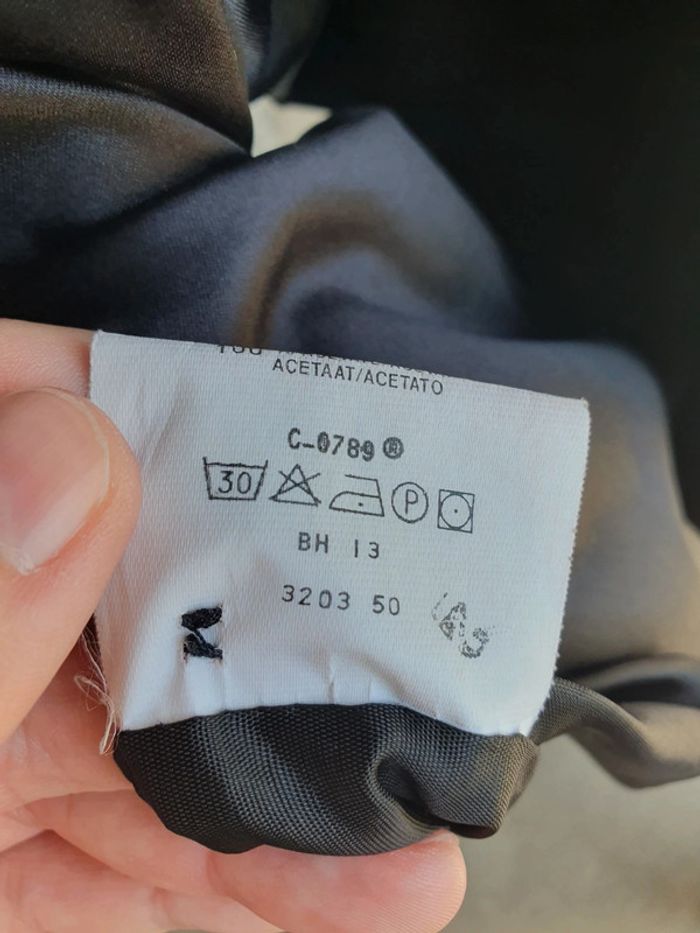 ACETAAT/ACETATO
C-0789®
30 P
BH 13
3203 50